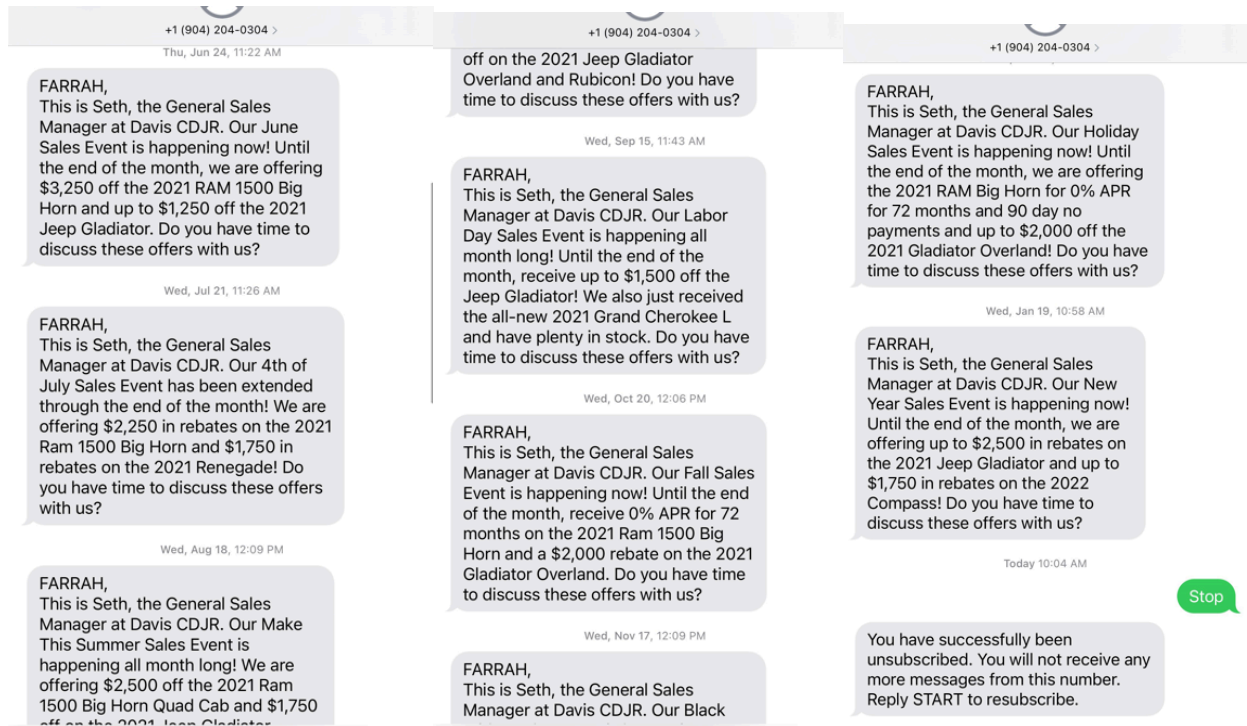 +1 (904) 204-0304 >
Thu, Jun 24, 11:22 AM
FARRAH,
This is Seth, the General Sales
Manager at Davis CDJR. Our June
Sales Event is happening now! Until
the end of the month, we are offering
$3,250 off the 2021 RAM 1500 Big
Horn and up to $1,250 off the 2021
Jeep Gladiator. Do you have time to
discuss these offers with us?
Wed, Jul 21, 11:26 AM
FARRAH,
This is Seth, the General Sales
Manager at Davis CDJR. Our 4th of
July Sales Event has been extended
through the end of the month! We are
offering $2,250 in rebates on the 2021
Ram 1500 Big Horn and $1,750 in
rebates on the 2021 Renegade! Do
you have time to discuss these offers
with us?
Wed, Aug 18, 12:09 PM
FARRAH,
This is Seth, the General Sales
Manager at Davis CDJR. Our Make
This Summer Sales Event is
happening all month long! We are
offering $2,500 off the 2021 Ram
1500 Big Horn Quad Cab and $1,750
off on the 2021 Jeep Gladiator
+1 (904) 204-0304 >
off on the 2021 Jeep Gladiator
Overland and Rubicon! Do you have
time to discuss these offers with us?
Wed, Sep 15, 11:43 AM
FARRAH,
This is Seth, the General Sales
Manager at Davis CDJR. Our Labor
Day Sales Event is happening all
month long! Until the end of the
month, receive up to $1,500 off the
Jeep Gladiator! We also just received
the all-new 2021 Grand Cherokee L
and have plenty in stock. Do you have
time to discuss these offers with us?
Wed, Oct 20, 12:06 PM
FARRAH,
This is Seth, the General Sales
Manager at Davis CDJR. Our Fall Sales
Event is happening now! Until the end
of the month, receive 0% APR for 72
months on the 2021 Ram 1500 Big
Horn and a $2,000 rebate on the 2021
Gladiator Overland. Do you have time
to discuss these offers with us?
Wed, Nov 17, 12:09 PM
FARRAH,
This is Seth, the General Sales
Manager at Davis CDJR. Our Black
+1 (904) 204-0304 >
FARRAH,
This is Seth, the General Sales
Manager at Davis CDJR. Our Holiday
Sales Event is happening now! Until
the end of the month, we are offering
the 2021 RAM Big Horn for 0% APR
for 72 months and 90 day no
payments and up to $2,000 off the
2021 Gladiator Overland! Do you have
time to discuss these offers with us?
Wed, Jan 19, 10:58 AM
FARRAH,
This is Seth, the General Sales
Manager at Davis CDJR. Our New
Year Sales Event is happening now!
Until the end of the month, we are
offering up to $2,500 in rebates on
the 2021 Jeep Gladiator and up to
$1,750 in rebates on the 2022
Compass! Do you have time to
discuss these offers with us?
Today 10:04 AM
Stop
You have successfully been
unsubscribed. You will not receive any
more messages from this number.
Reply START to resubscribe.